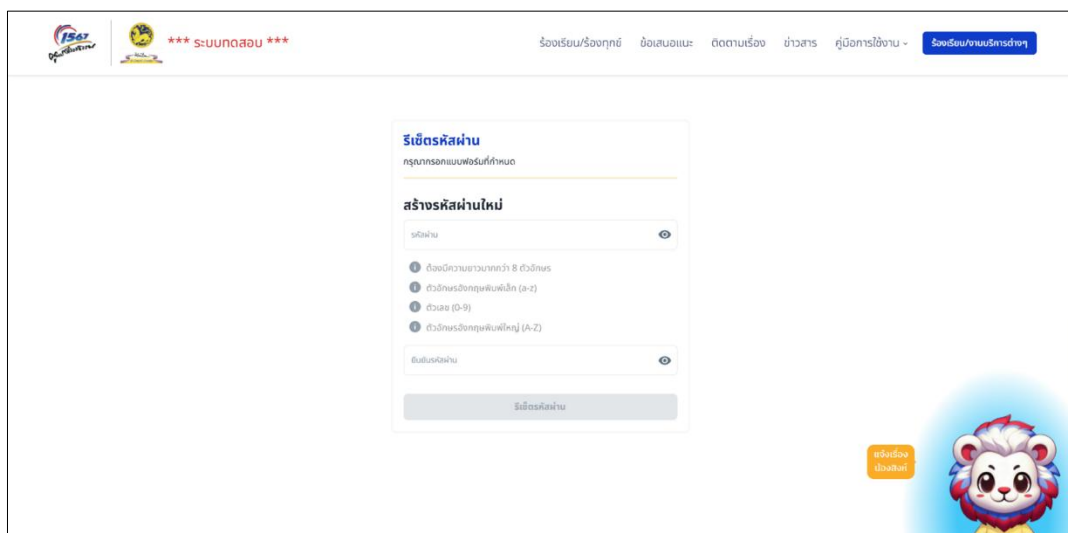 1567
*** ระบบทดสอบ ***
ร้องเรียน/ร้องทุกข์ ข้อเสนอแนะ ติดตามเรื่อง ข่าวสาร คู่มือการใช้งาน ร้องเรียน/งานบริการต่างๆ
รีเซ็ตรหัสผ่าน
กรุณากรอกแบบฟอร์มที่กำหนด
สร้างรหัสผ่านใหม่
รหัสผ่าน
ต้องมีความยาวมากกว่า 8 ตัวอักษร
ตัวอักษรอังกฤษพิมพ์เล็ก (a-z)
ตัวเลข (0-9)
ตัวอักษรอังกฤษพิมพ์ใหญ่ (A-Z)
ยืนยันรหัสผ่าน
รีเซ็ตรหัสผ่าน
แจ้งเรื่อง
น้องสิงห์